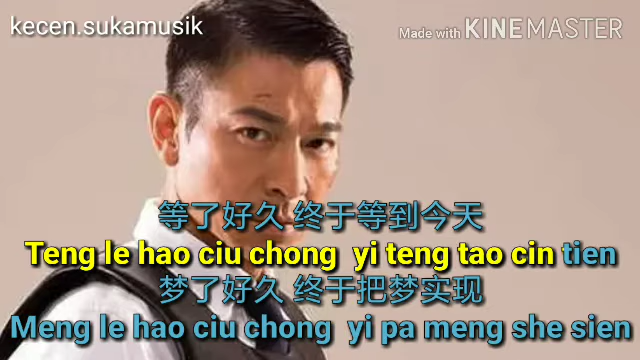 kecen.sukamusik
Made with KINEMASTER
等了好久 终于等到今天
Teng le hao ciu chong yi teng tao cin tien
梦了好久 终于把梦实现
Meng le hao ciu chong yi pa meng she sien